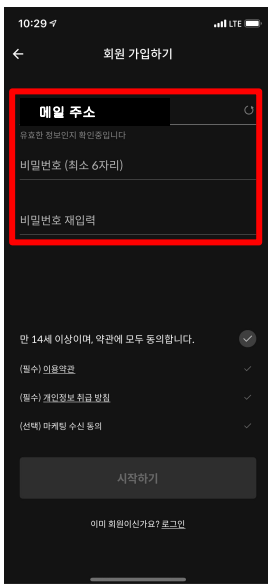 10:29
LTE
회원 가입하기
메일 주소
유효한 정보인지 확인중입니다
비밀번호 (최소 6자리)
비밀번호 재입력
만 14세 이상이며, 약관에 모두 동의합니다.
(필수) 이용약관
(필수) 개인정보 취급 방침
(선택) 마케팅 수신 동의
시작하기
이미 회원이신가요? 로그인